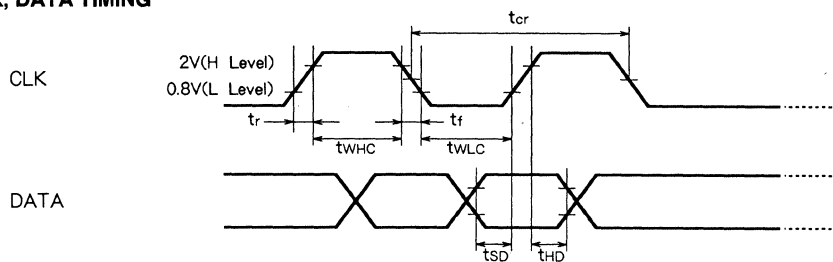 DATA TIMING
tcr
2V(H Level)
CLK
0.8V(L Level)
tr
tf
tWHC
tWLC
DATA
tSD
tHD